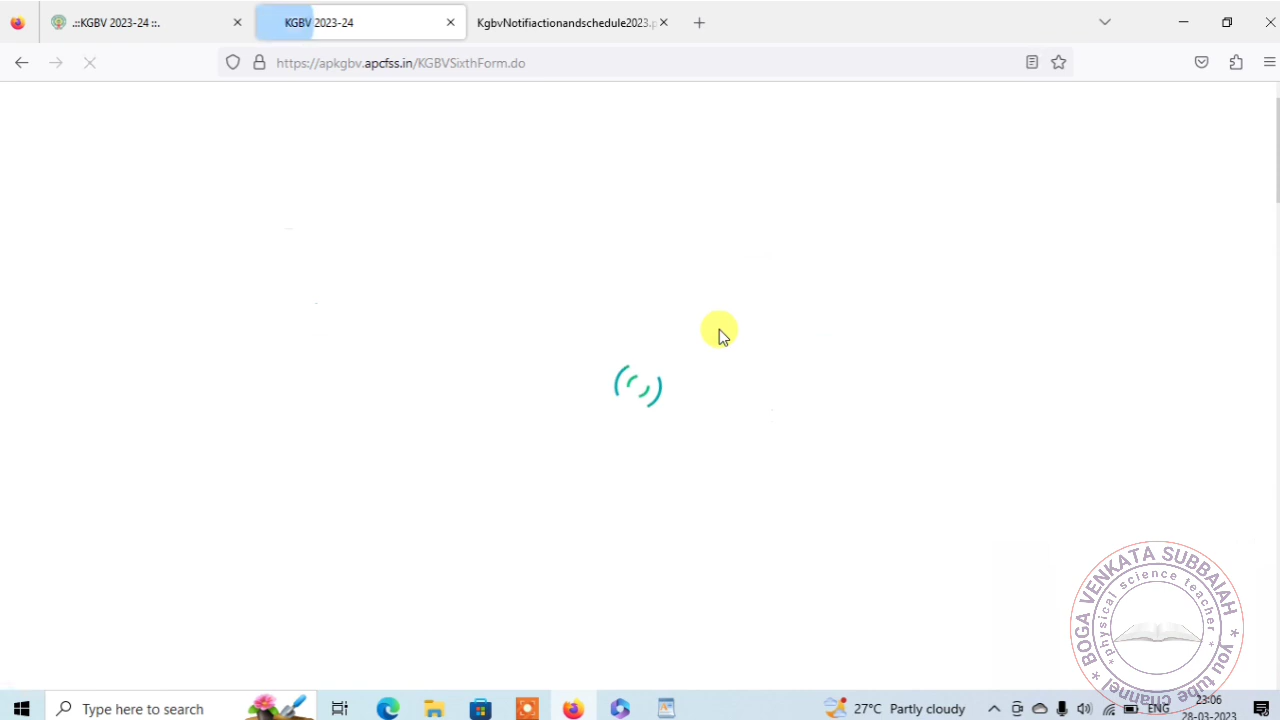 .::KGBV 2023-24 ::.
KGBV 2023-24
KgbvNotifiactionandschedule2023.p
https://apkgbv.apcfss.in/KGBVSixthForm.do
BOGA VENKATA SUBBAIAH * you tube channel *
* physical science teacher *
Type here to search
27°C Partly cloudy
ENG
23:06
28-03-2023